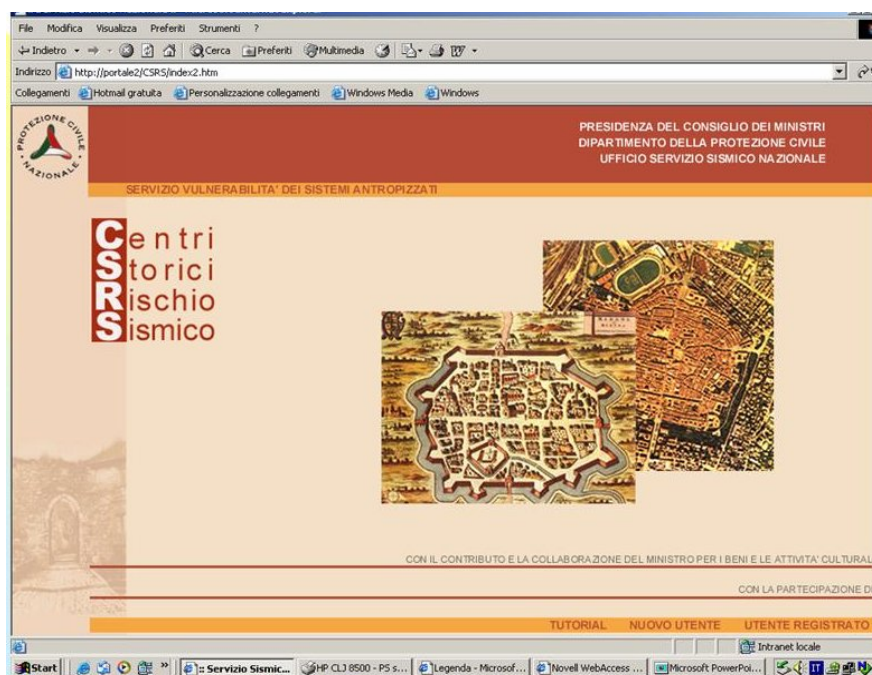 File Modifica Visualizza Preferiti Strumenti ?
Indietro Cerca Preferiti Multimedia
Indirizzo http://portale2/CSRS/index2.htm
Collegamenti Hotmail gratuita Personalizzazione collegamenti Windows Media Windows
PROTEZIONE CIVILE
NAZIONALE
PRESIDENZA DEL CONSIGLIO DEI MINISTRI
DIPARTIMENTO DELLA PROTEZIONE CIVILE
UFFICIO SERVIZIO SISMICO NAZIONALE
SERVIZIO VULNERABILITA' DEI SISTEMI ANTROPIZZATI
Centri
Storici
Rischio
Sismico
CON IL CONTRIBUTO E LA COLLABORAZIONE DEL MINISTRO PER I BENI E LE ATTIVITA' CULTURAL
CON LA PARTECIPAZIONE D
TUTORIAL NUOVO UTENTE UTENTE REGISTRATO
Intranet locale
Start » :: Servizio Sismic... HP CLJ 8500 - PS s... Legenda - Microsof... Novell WebAccess ... Microsoft PowerPoi... IT